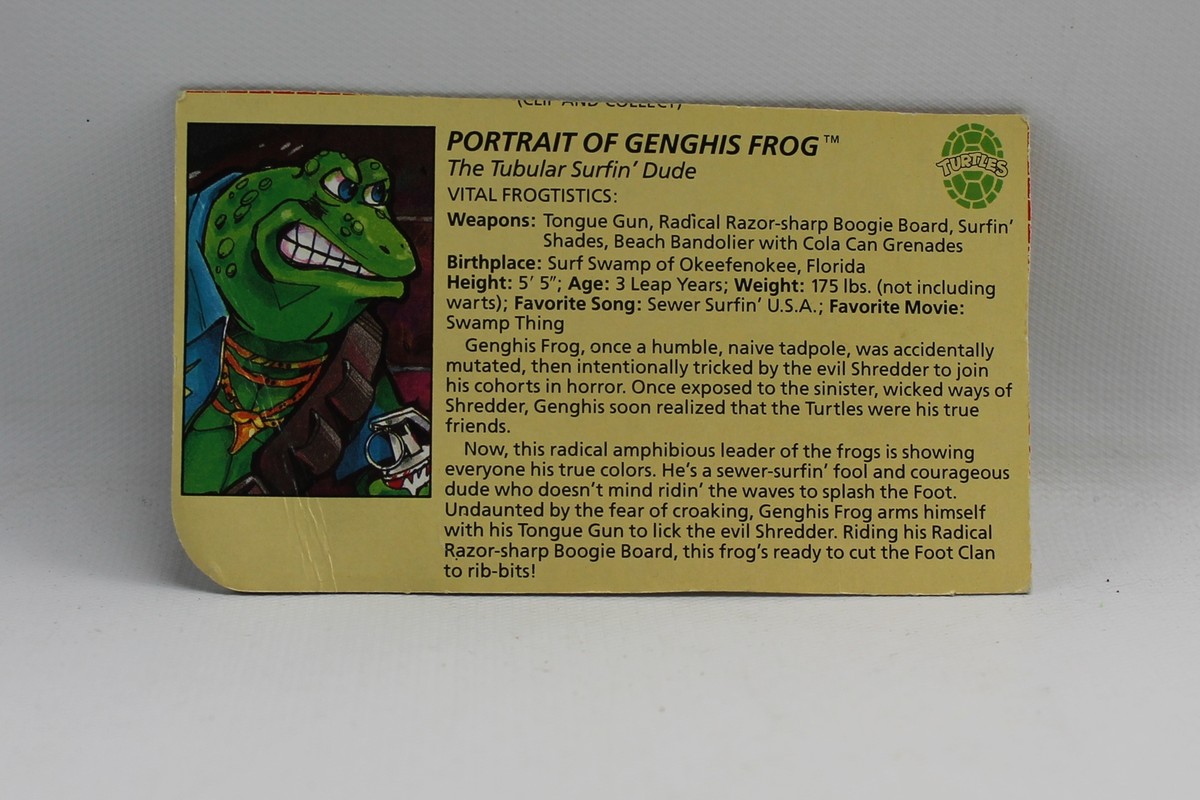 (CLIP AND COLLECT)
PORTRAIT OF GENGHIS FROG™
The Tubular Surfin' Dude
TURTLES
VITAL FROGTISTICS:
Weapons: Tongue Gun, Radical Razor-sharp Boogie Board, Surfin'
Shades, Beach Bandolier with Cola Can Grenades
Birthplace: Surf Swamp of Okeefenokee, Florida
Height: 5' 5"; Age: 3 Leap Years; Weight: 175 lbs. (not including
warts); Favorite Song: Sewer Surfin' U.S.A.; Favorite Movie:
Swamp Thing
Genghis Frog, once a humble, naive tadpole, was accidentally
mutated, then intentionally tricked by the evil Shredder to join
his cohorts in horror. Once exposed to the sinister, wicked ways of
Shredder, Genghis soon realized that the Turtles were his true
friends.
Now, this radical amphibious leader of the frogs is showing
everyone his true colors. He's a sewer-surfin' fool and courageous
dude who doesn't mind ridin' the waves to splash the Foot.
Undaunted by the fear of croaking, Genghis Frog arms himself
with his Tongue Gun to lick the evil Shredder. Riding his Radical
Razor-sharp Boogie Board, this frog's ready to cut the Foot Clan
to rib-bits!